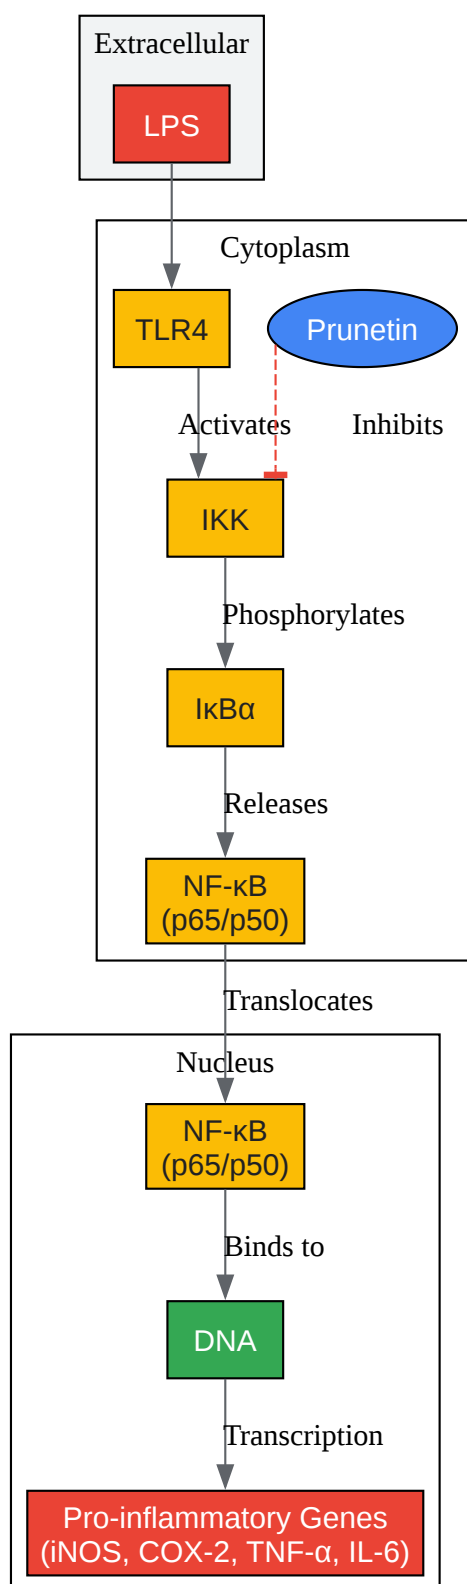 Extracellular
LPS
Cytoplasm
TLR4
Prunetin
Activates
Inhibits
IKK
Phosphorylates
IκBα
Releases
NF-κB
(p65/p50)
Translocates
Nucleus
NF-κB
(p65/p50)
Binds to
DNA
Transcription
Pro-inflammatory Genes
(iNOS, COX-2, TNF-α, IL-6)